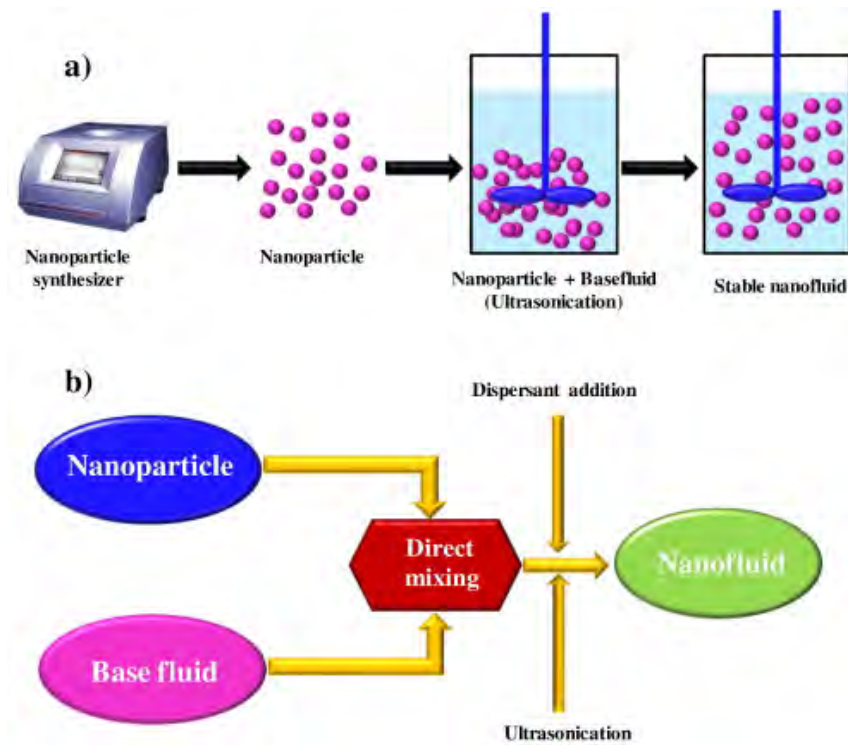 a)
Nanoparticle
synthesizer
Nanoparticle
Nanoparticle + Basefluid
(Ultrasonication)
Stable nanofluid
b)
Dispersant addition
Nanoparticle
Direct
mixing
Nanofluid
Base fluid
Ultrasonication